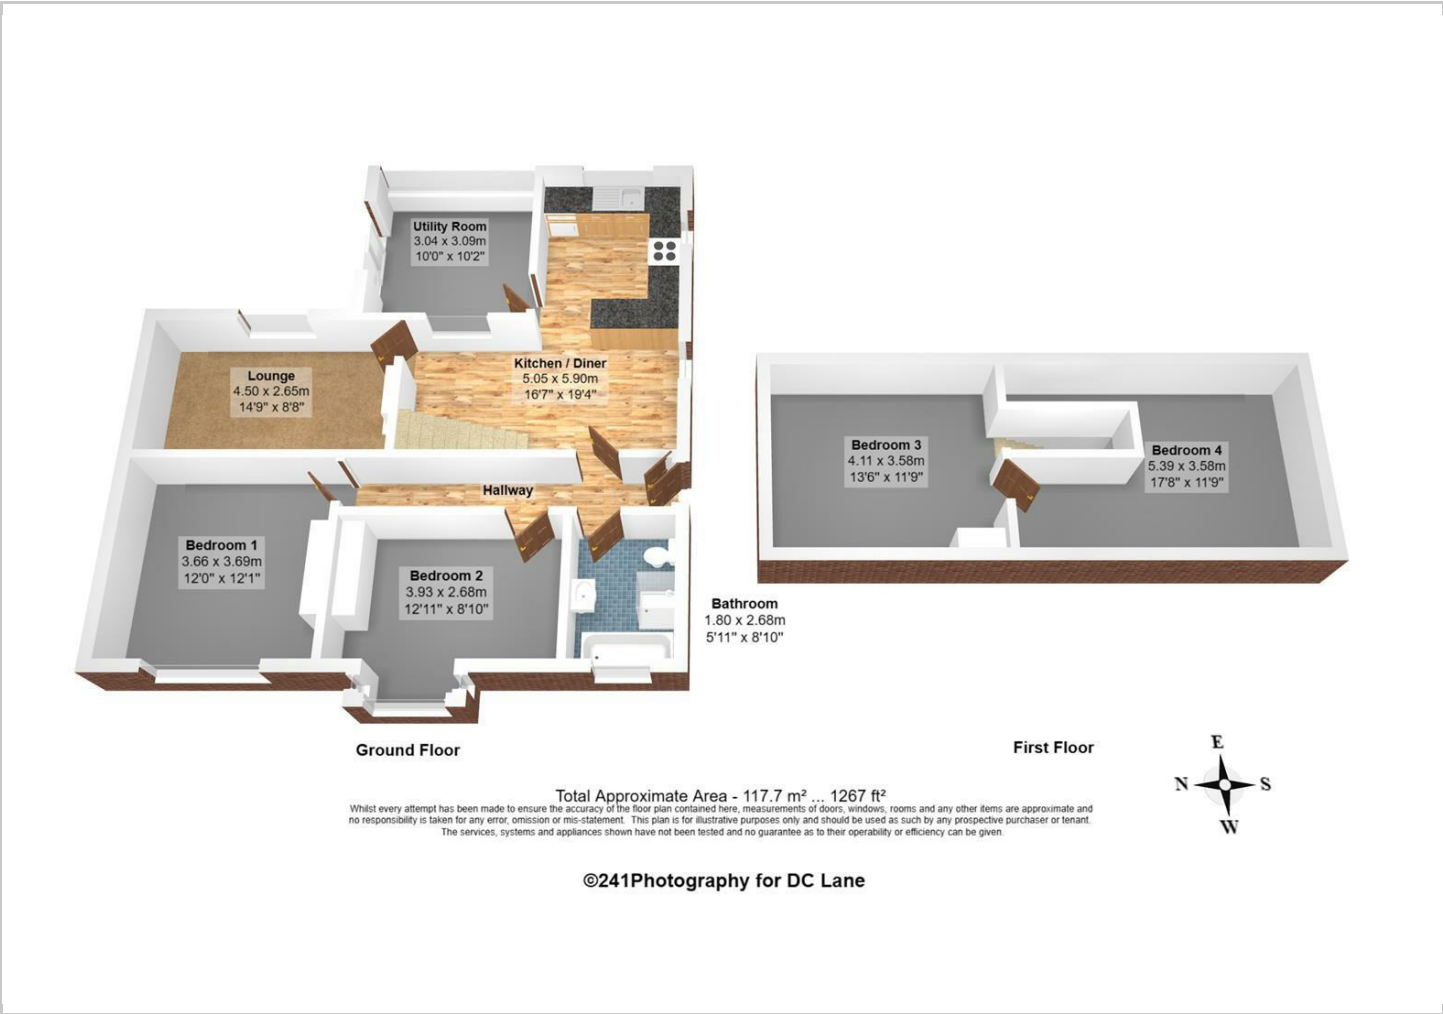 Utility Room
3.04 x 3.09m
10'0" x 10'2"
Kitchen / Diner
5.05 x 5.90m
16'7" x 19'4"
Lounge
4.50 x 2.65m
14'9" x 8'8"
Hallway
Bedroom 1
3.66 x 3.69m
12'0" x 12'1"
Bedroom 2
3.93 x 2.68m
12'11" x 8'10"
Bathroom
1.80 x 2.68m
5'11" x 8'10"
Bedroom 3
4.11 x 3.58m
13'6" x 11'9"
Bedroom 4
5.39 x 3.58m
17'8" x 11'9"
Ground Floor
First Floor
E
N
S
W
Total Approximate Area - 117.7 m² ... 1267 ft²
Whilst every attempt has been made to ensure the accuracy of the floor plan contained here, measurements of doors, windows, rooms and any other items are approximate and
no responsibility is taken for any error, omission or mis-statement. This plan is for illustrative purposes only and should be used as such by any prospective purchaser or tenant.
The services, systems and appliances shown have not been tested and no guarantee as to their operability or efficiency can be given.
©241Photography for DC Lane